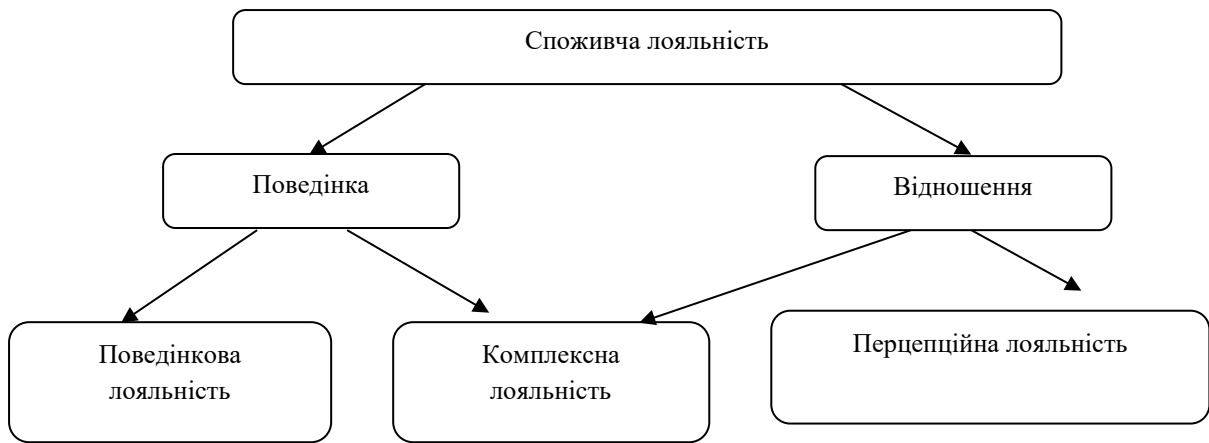 Споживча лояльність
Поведінка
Відношення
Поведінкова
лояльність
Комплексна
лояльність
Перцепційна лояльність